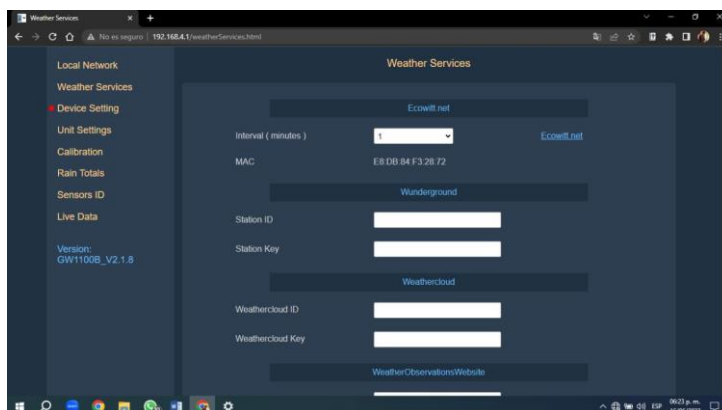 Weather Services
No es seguro | 192.168.4.1/weatherServices.html
Local Network
Weather Services
Device Setting
Unit Settings
Calibration
Rain Totals
Sensors ID
Live Data
Version:
GW1100B_V2.1.8
Weather Services
Ecowitt.net
Interval ( minutes )
1
Ecowitt.net
MAC
E8:DB:84:F3:28:72
Wunderground
Station ID
Station Key
Weathercloud
Weathercloud ID
Weathercloud Key
WeatherObservationsWebsite
ESP
08:23 p. m.